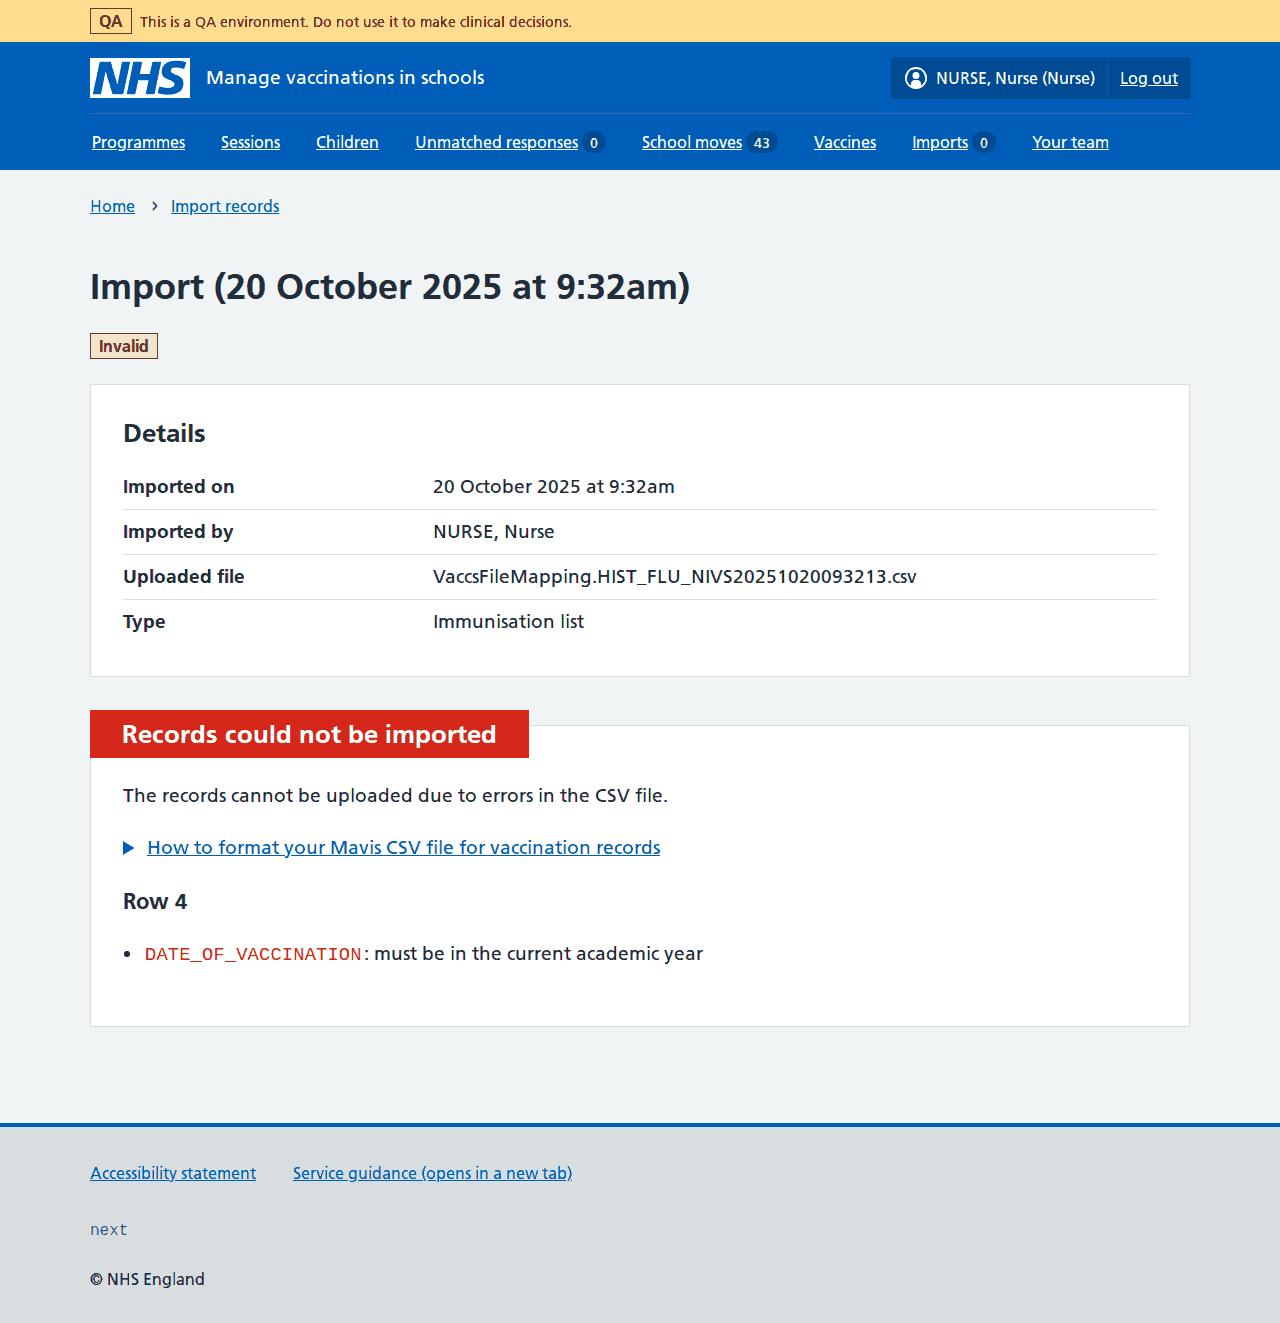 QA This is a QA environment. Do not use it to make clinical decisions.
NHS Manage vaccinations in schools NURSE, Nurse (Nurse) Log out
Programmes Sessions Children Unmatched responses 0 School moves 43 Vaccines Imports 0 Your team
Home › Import records
Import (20 October 2025 at 9:32am)
Invalid
Details
Imported on 20 October 2025 at 9:32am
Imported by NURSE, Nurse
Uploaded file VaccsFileMapping.HIST_FLU_NIVS20251020093213.csv
Type Immunisation list
Records could not be imported
The records cannot be uploaded due to errors in the CSV file.
How to format your Mavis CSV file for vaccination records
Row 4
• DATE_OF_VACCINATION: must be in the current academic year
Accessibility statement Service guidance (opens in a new tab)
next
© NHS England